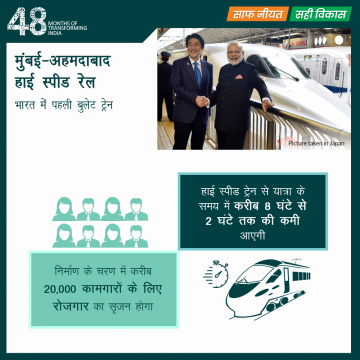 48 MONTHS OF
TRANSFORMING
INDIA
साफ नीयत सही विकास
मुंबई-अहमदाबाद
हाई स्पीड रेल
भारत में पहली बुलेट ट्रेन
Picture taken in Japan
हाई स्पीड ट्रेन से यात्रा के
समय में करीब 8 घंटे से
2 घंटे तक की कमी
आएगी
निर्माण के चरण में करीब
20,000 कामगारों के लिए
रोजगार का सृजन होगा